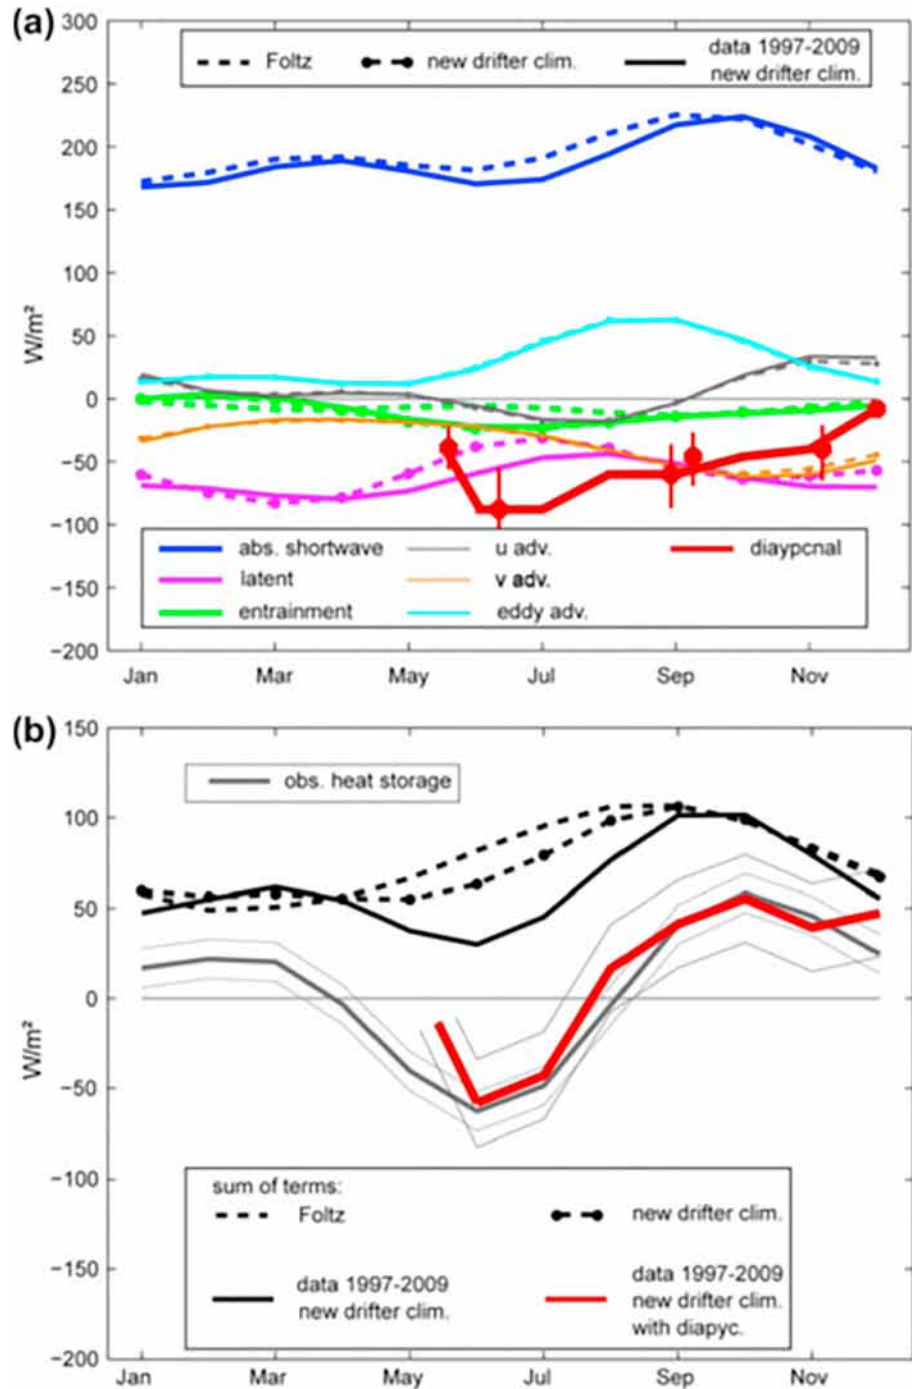 (a)
300
250
200
150
100
50
0
−50
−100
−150
−200
W/m²
Foltz
new drifter clim.
data 1997-2009
new drifter clim.
abs. shortwave
u adv.
diaypcnal
latent
v adv.
entrainment
eddy adv.
Jan Mar May Jul Sep Nov
(b)
150
100
50
0
−50
−100
−150
−200
W/m²
obs. heat storage
sum of terms:
Foltz
new drifter clim.
data 1997-2009
new drifter clim.
data 1997-2009
new drifter clim.
with diapyc.
Jan Mar May Jul Sep Nov